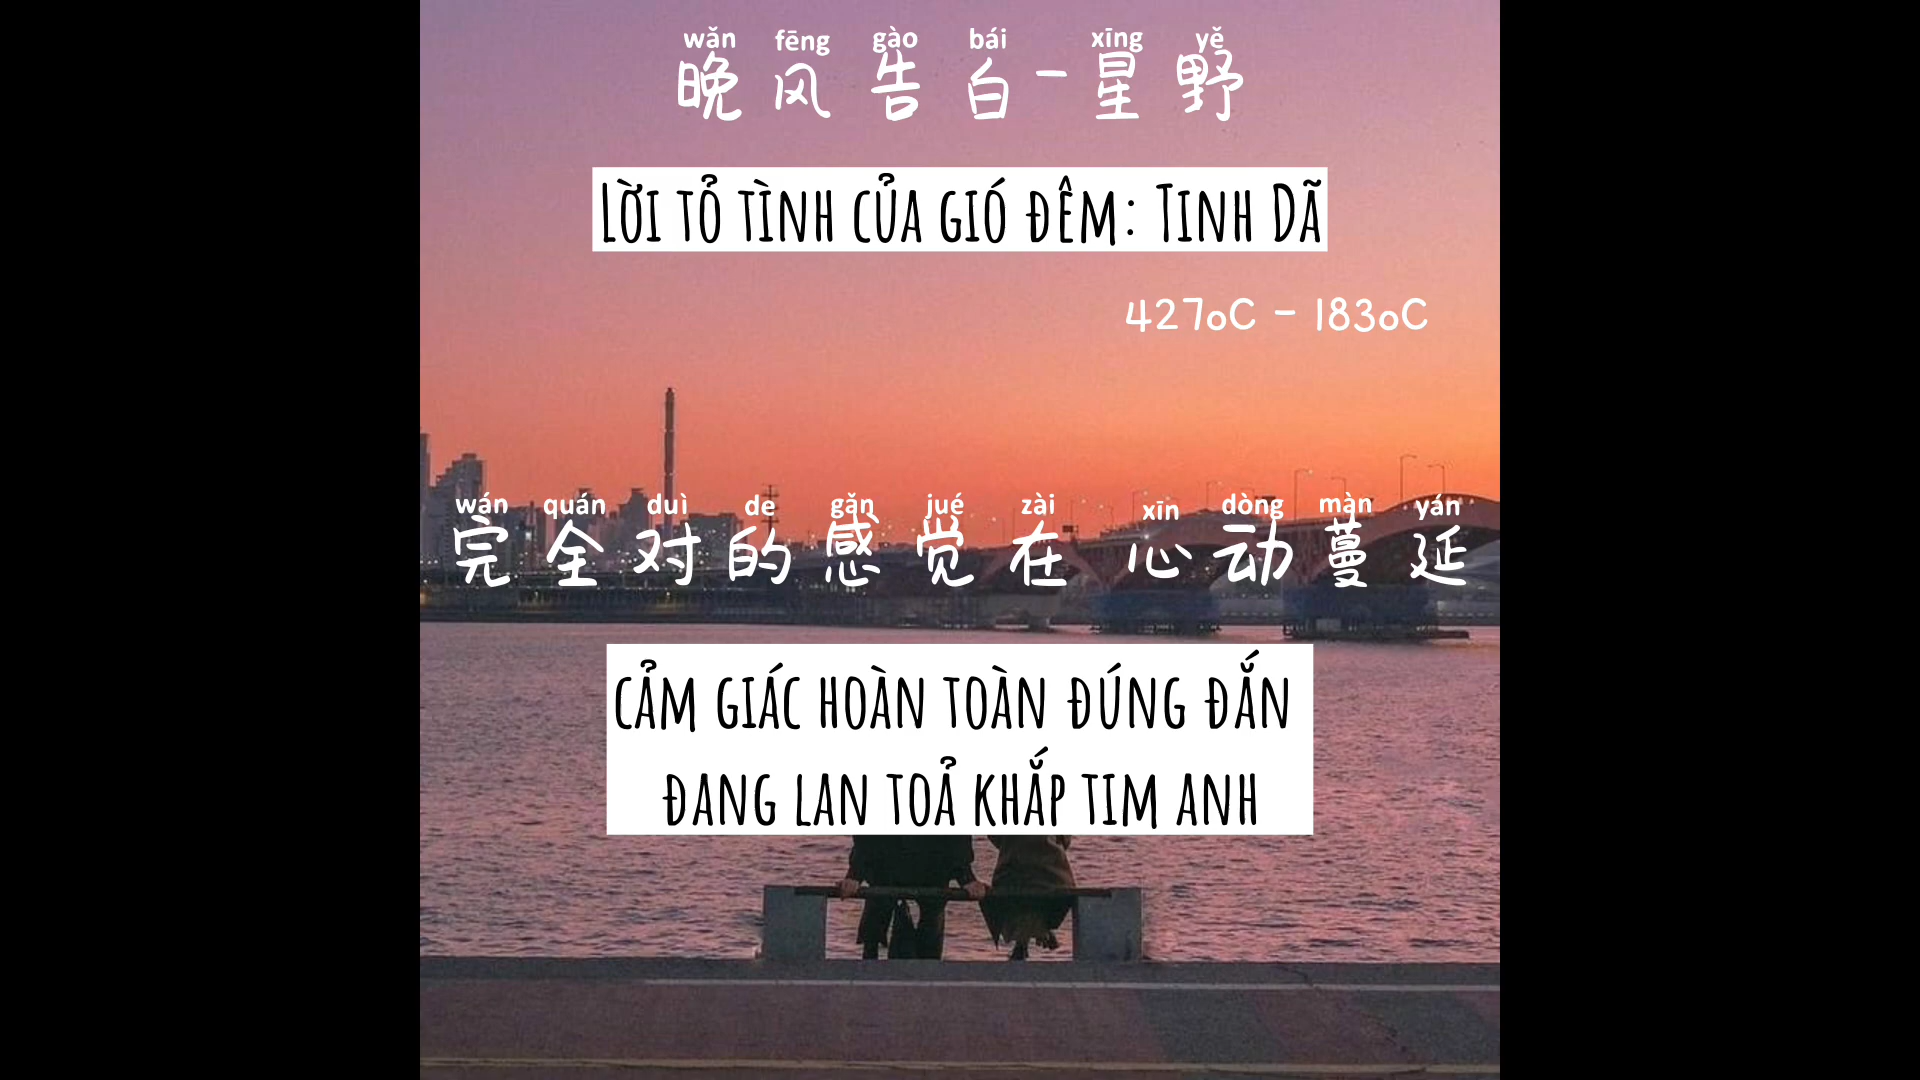 wǎn fēng gào bái xīng yě
晚风告白-星野
Lời tỏ tình của gió đêm: Tinh Dã
427oC - 183oC
wán quán duì de gǎn jué zài xīn dòng màn yán
完全对的感觉在 心动蔓延
cảm giác hoàn toàn đúng đắn
đang lan toả khắp tim anh